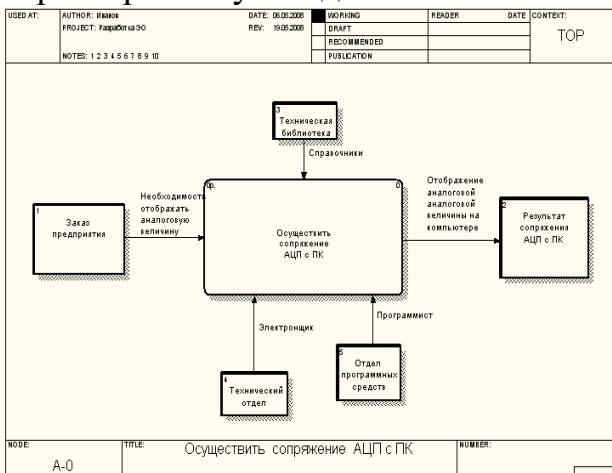 USED AT:
AUTHOR: Иванов
DATE: 06.05.2008
WORKING
READER
DATE
CONTEXT:
PROJECT: Разработка ЭО
REV: 19.05.2008
DRAFT
TOP
RECOMMENDED
NOTES: 1 2 3 4 5 6 7 8 9 10
PUBLICATION
3
Техническая
библиотека
Справочники
1
Заказ
предприятия
Необходимость
отображать
аналоговую
величину
0р.
0
Осуществить
сопряжение
АЦП с ПК
Отображение
аналоговой
аналоговой
величины на
компьютере
2
Результат
сопряжения
АЦП с ПК
Электронщик
Программист
4
Технический
отдел
5
Отдел
программных
средств
NODE:
TITLE:
NUMBER:
A-0
Осуществить сопряжение АЦП с ПК